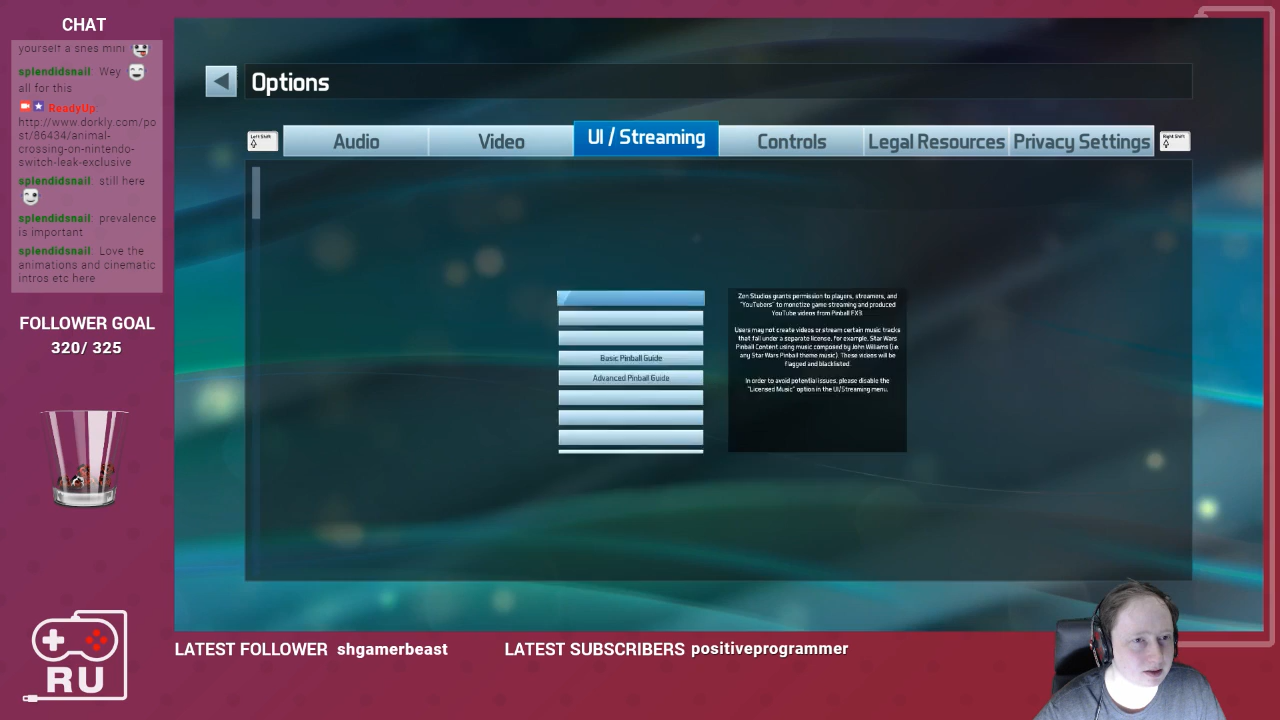 CHAT
yourself a snes mini
splendidsnail: Wey
all for this
ReadyUp:
http://www.dorkly.com/po
st/86434/animal-
crossing-on-nintendo-
switch-leak-exclusive
splendidsnail: still here
splendidsnail: prevalence
is important
splendidsnail: Love the
animations and cinematic
intros etc here
FOLLOWER GOAL
320/ 325
RU
Options
Left Shift
Audio
Video
UI / Streaming
Controls
Legal Resources
Privacy Settings
Right Shift
Basic Pinball Guide
Advanced Pinball Guide
Zen Studios grants permission to players, streamers, and
"YouTubers" to monetize game streaming and produced
YouTube videos from Pinball FX3.
Users may not create videos or stream certain music tracks
that fall under a separate license, for example, Star Wars
Pinball Content using music composed by John Williams (i.e.
any Star Wars Pinball theme music). These videos will be
flagged and blacklisted.
In order to avoid potential issues, please disable the
"Licensed Music" option in the UI/Streaming menu.
LATEST FOLLOWER shgamerbeast
LATEST SUBSCRIBERS positiveprogrammer